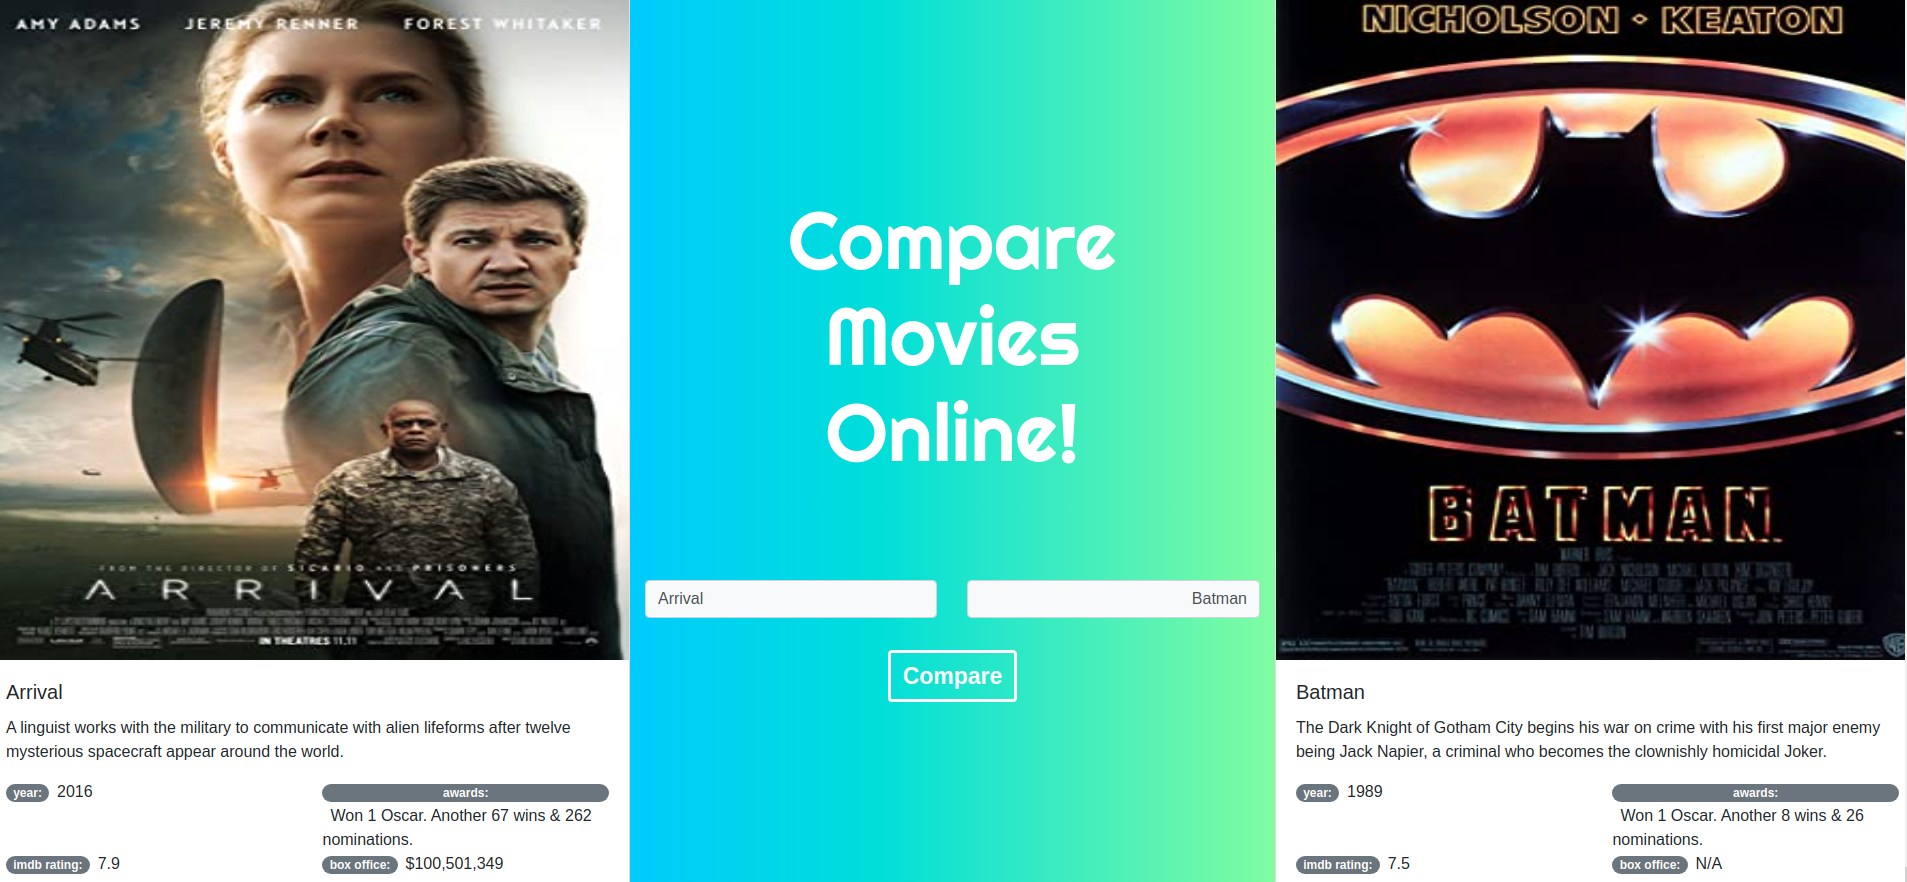 AMY ADAMS JEREMY RENNER FOREST WHITAKER
FROM THE DIRECTOR OF SICARIO AND PRISONERS
ARRIVAL
IN THEATRES 11.11
Arrival
A linguist works with the military to communicate with alien lifeforms after twelve
mysterious spacecraft appear around the world.
year: 2016
awards:
Won 1 Oscar. Another 67 wins & 262
nominations.
imdb rating: 7.9
box office: $100,501,349
Compare
Movies
Online!
Arrival
Batman
Compare
NICHOLSON · KEATON
BATMAN
Batman
The Dark Knight of Gotham City begins his war on crime with his first major enemy
being Jack Napier, a criminal who becomes the clownishly homicidal Joker.
year: 1989
awards:
Won 1 Oscar. Another 8 wins & 26
nominations.
imdb rating: 7.5
box office: N/A